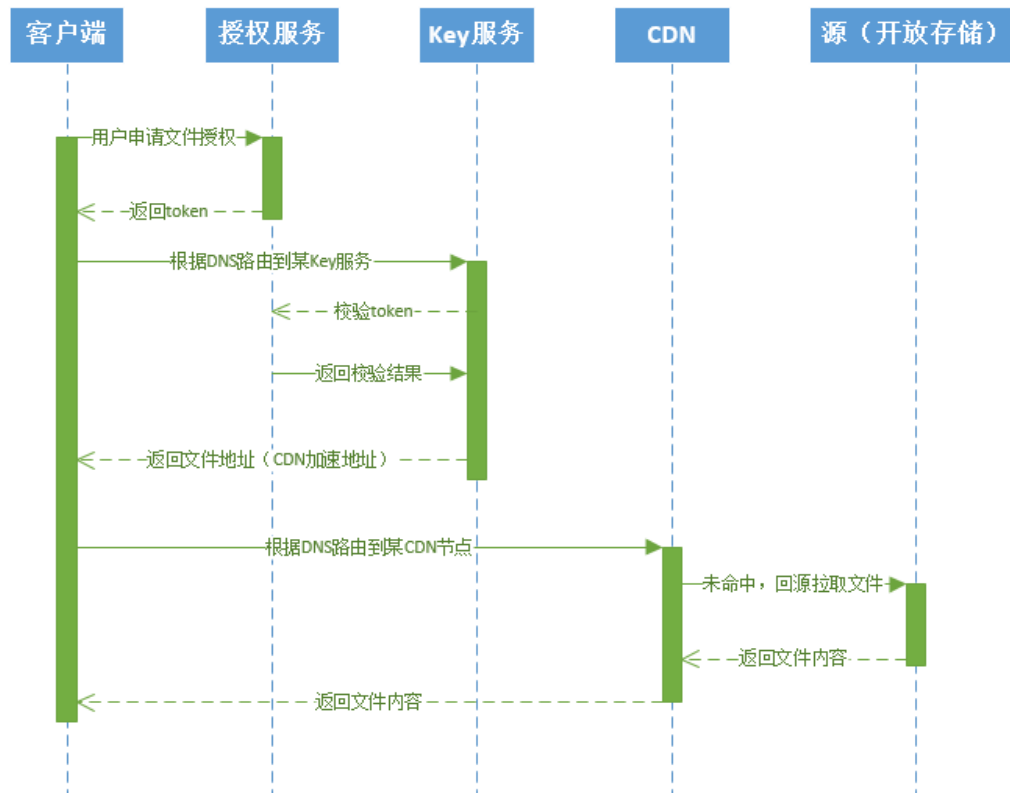 客户端
授权服务
Key服务
CDN
源（开放存储）
用户申请文件授权
返回token
根据DNS路由到某Key服务
校验token
返回校验结果
返回文件地址（CDN加速地址）
根据DNS路由到某CDN节点
未命中，回源拉取文件
返回文件内容
返回文件内容